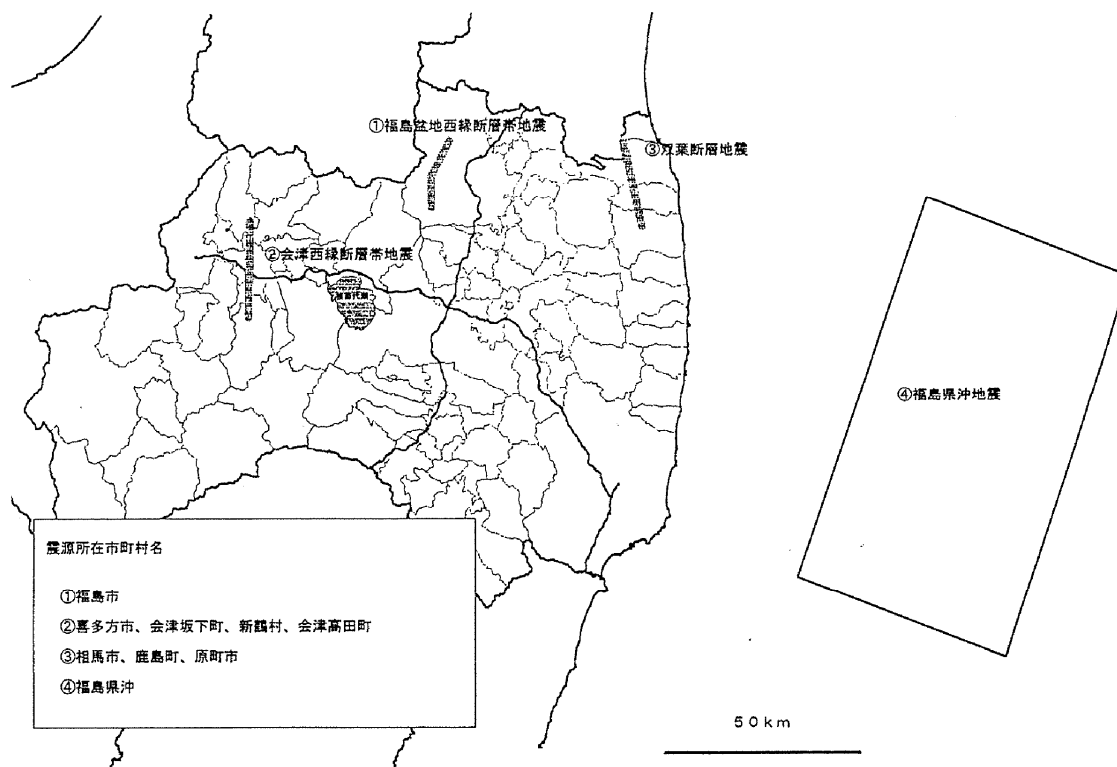 ①福島盆地西縁断層帯地震
③双葉断層地震
②会津西縁断層帯地震
猪苗代湖
④福島県沖地震
震源所在市町村名
①福島市
②喜多方市、会津坂下町、新鶴村、会津高田町
③相馬市、鹿島町、原町市
④福島県沖
50km